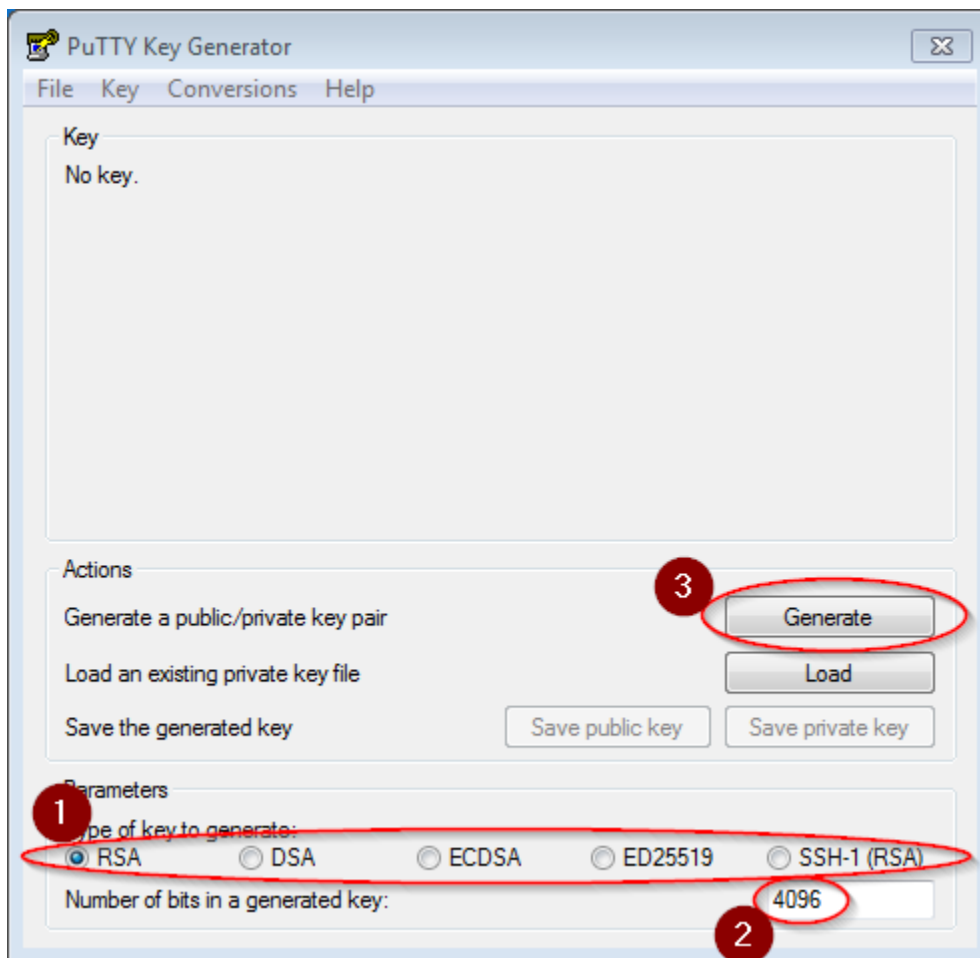 PuTTY Key Generator
File Key Conversions Help
Key
No key.
Actions
3
Generate a public/private key pair Generate
Load an existing private key file Load
Save the generated key Save public key Save private key
Parameters
1
Type of key to generate:
RSA DSA ECDSA ED25519 SSH-1 (RSA)
Number of bits in a generated key: 4096
2